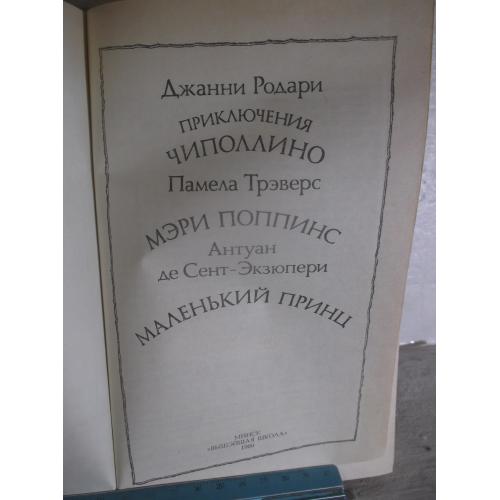 Джанни Родари
ПРИКЛЮЧЕНИЯ
ЧИПОЛЛИНО
Памела Трэверс
МЭРИ ПОППИНС
Антуан
де Сент-Экзюпери
МАЛЕНЬКИЙ ПРИНЦ
МИНСК
«ВЫШЭЙШАЯ ШКОЛА»